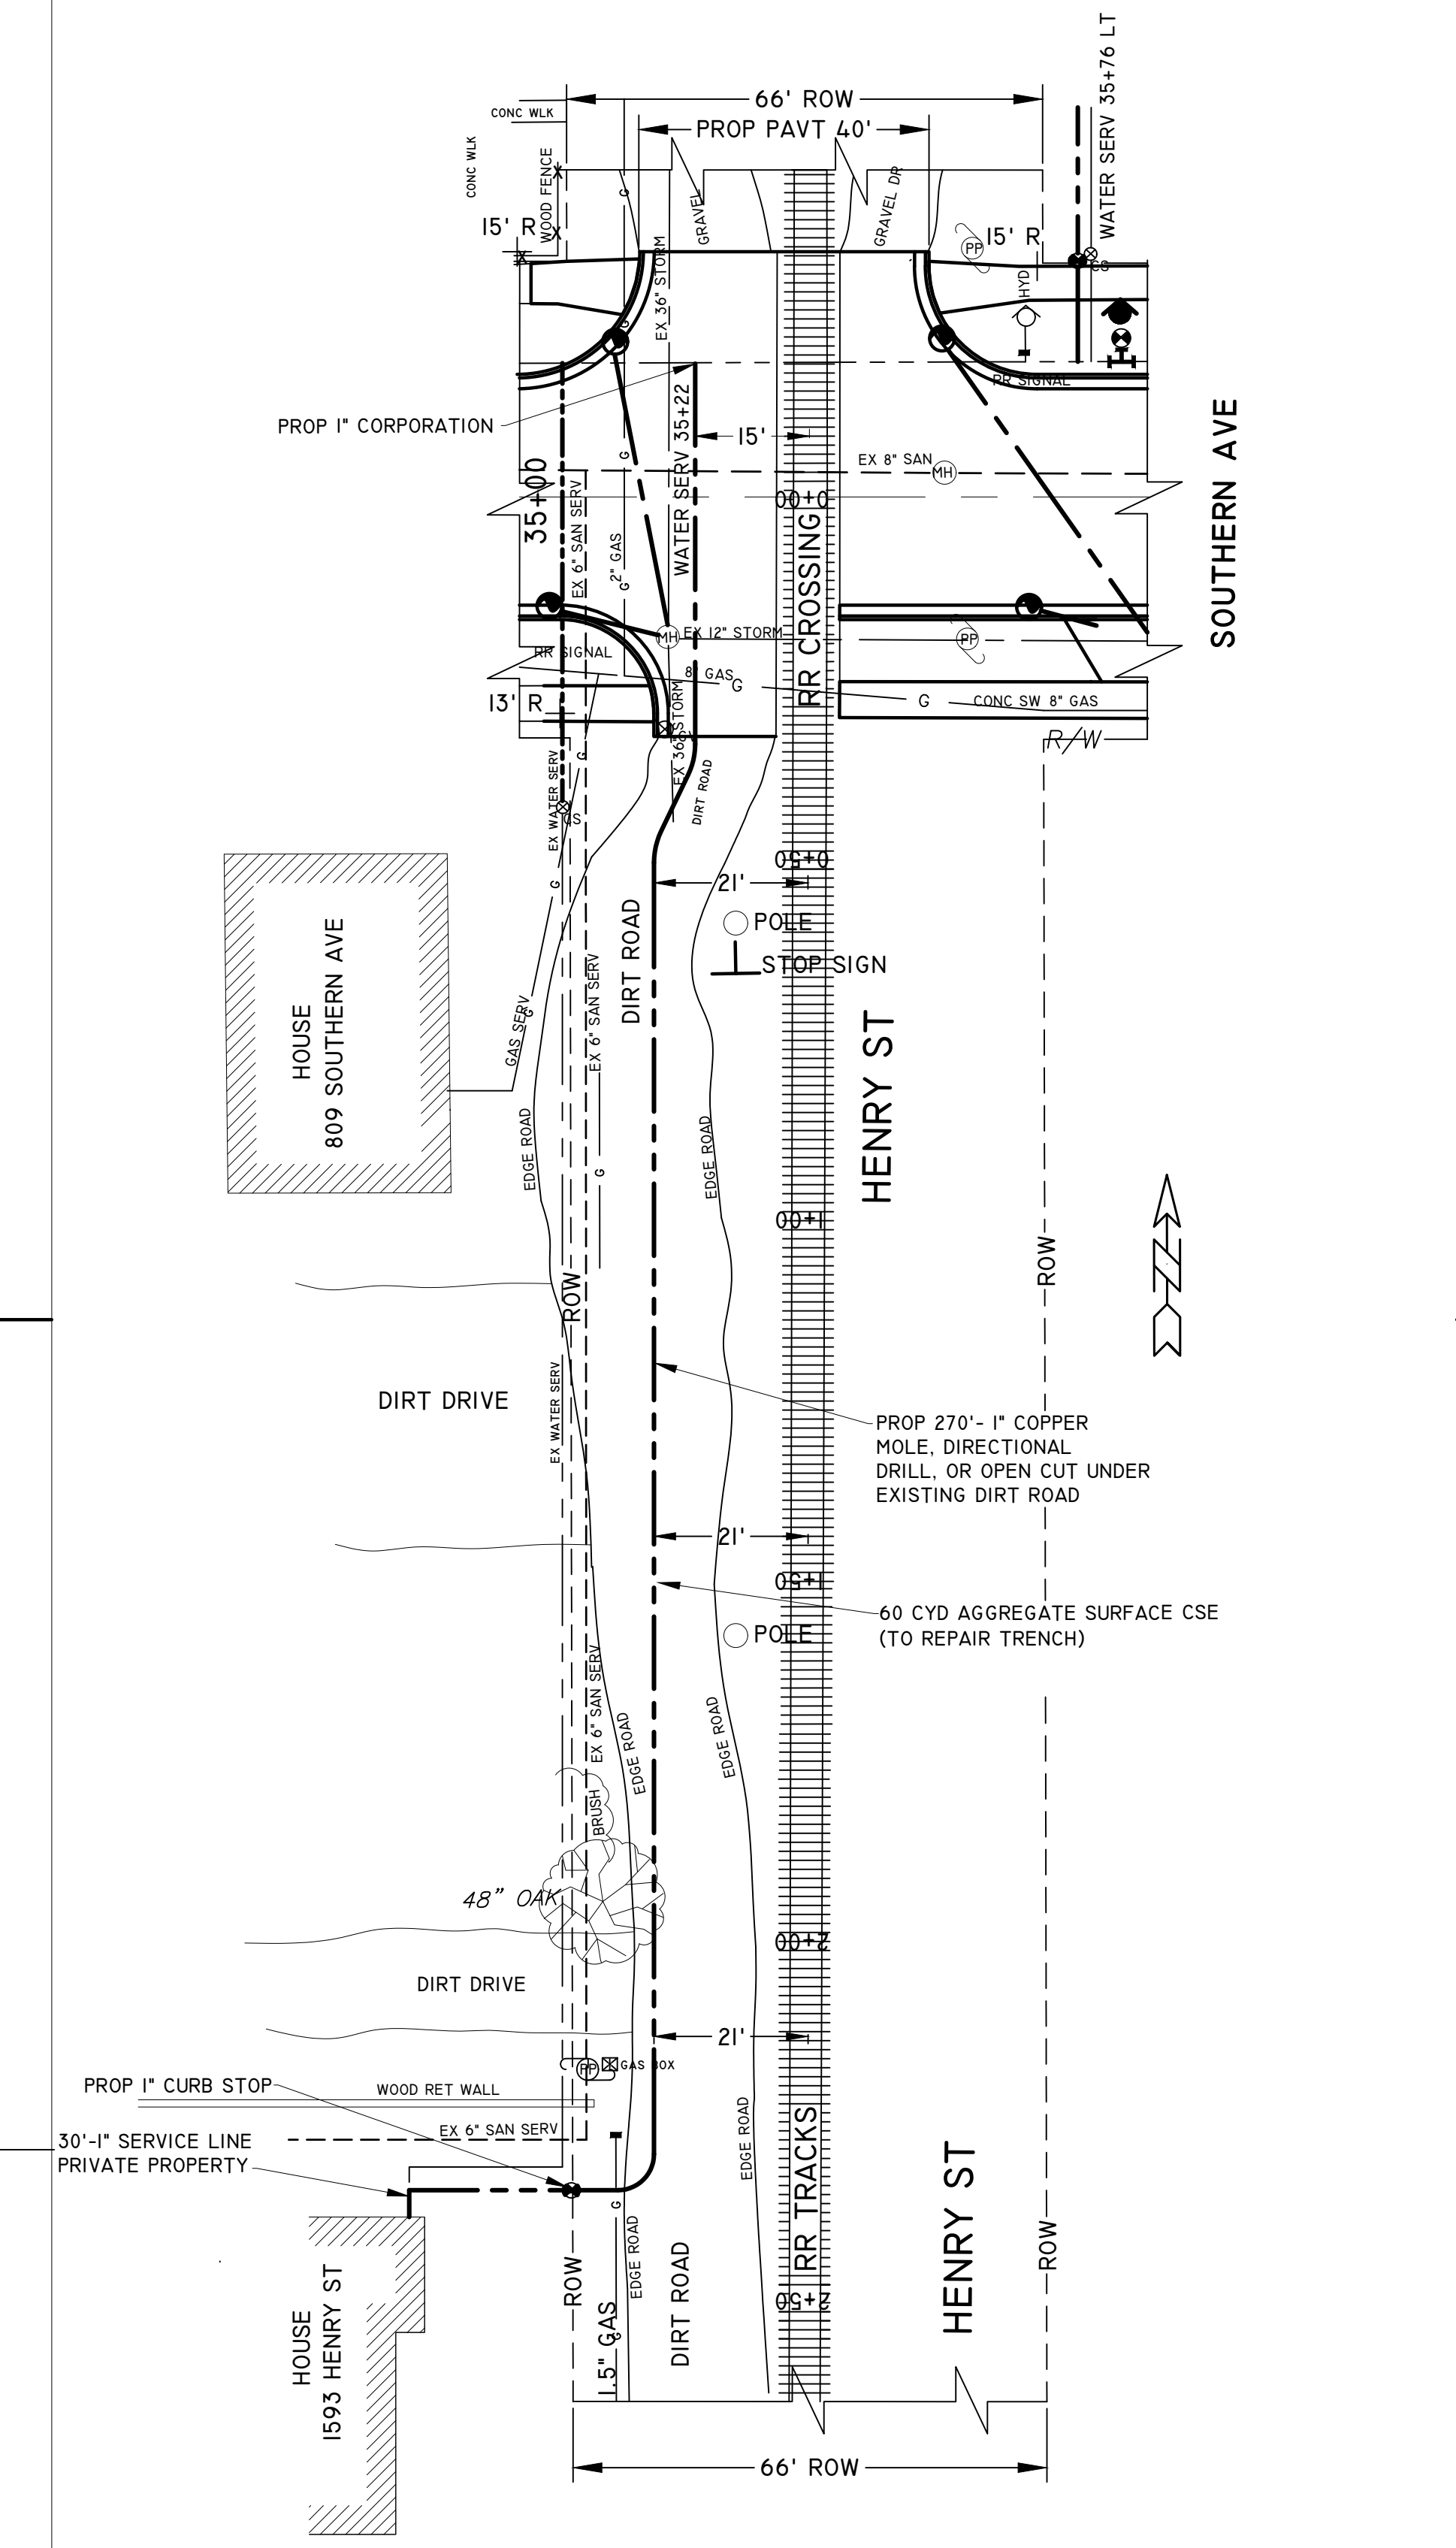 WATER SERV 35+76 LT
66' ROW
CONC WLK
PROP PAVT 40'
CONC WLK
WOOD FENCE
X
G
GRAVEL
GRAVEL DR
15' R
X
PP
15' R
X
EX 36" STORM
CS
HYD
G
RR SIGNAL
WATER SERV 35+22
PROP 1" CORPORATION
15'
SOUTHERN AVE
35+00
G
EX 8" SAN
MH
EX 6" SAN SERV
0+00
2" GAS
G
RR CROSSING
MH
EX 12" STORM
PP
RR SIGNAL
8" GAS
G
G
CONC SW
8" GAS
13' R
EX 36" STORM
R/W
G
EX WATER SERV
DIRT ROAD
CS
0+50
G
21'
HOUSE
809 SOUTHERN AVE
DIRT ROAD
POLE
STOP SIGN
GAS SERV
G
EX 6" SAN SERV
HENRY ST
EDGE ROAD
G
EDGE ROAD
1+00
ROW
ROW
N
DIRT DRIVE
EX WATER SERV
PROP 270'- 1" COPPER
MOLE, DIRECTIONAL
DRILL, OR OPEN CUT UNDER
EXISTING DIRT ROAD
21'
1+50
60 CYD AGGREGATE SURFACE CSE
(TO REPAIR TRENCH)
POLE
EX 6" SAN SERV
EDGE ROAD
EDGE ROAD
BRUSH
48" OAK
2+00
DIRT DRIVE
21'
PP
GAS BOX
PROP 1" CURB STOP
WOOD RET WALL
EX 6" SAN SERV
30'-1" SERVICE LINE
PRIVATE PROPERTY
EDGE ROAD
RR TRACKS
HENRY ST
G
EDGE ROAD
ROW
DIRT ROAD
ROW
HOUSE
1593 HENRY ST
2+50
1.5" GAS
G
66' ROW